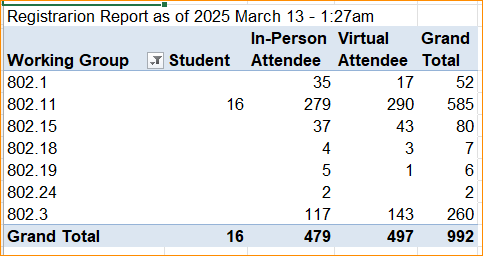 Registrarion Report as of 2025 March 13 - 1:27am
In-Person Virtual Grand
Working Group Student Attendee Attendee Total
802.1 35 17 52
802.11 16 279 290 585
802.15 37 43 80
802.18 4 3 7
802.19 5 1 6
802.24 2 2
802.3 117 143 260
Grand Total 16 479 497 992